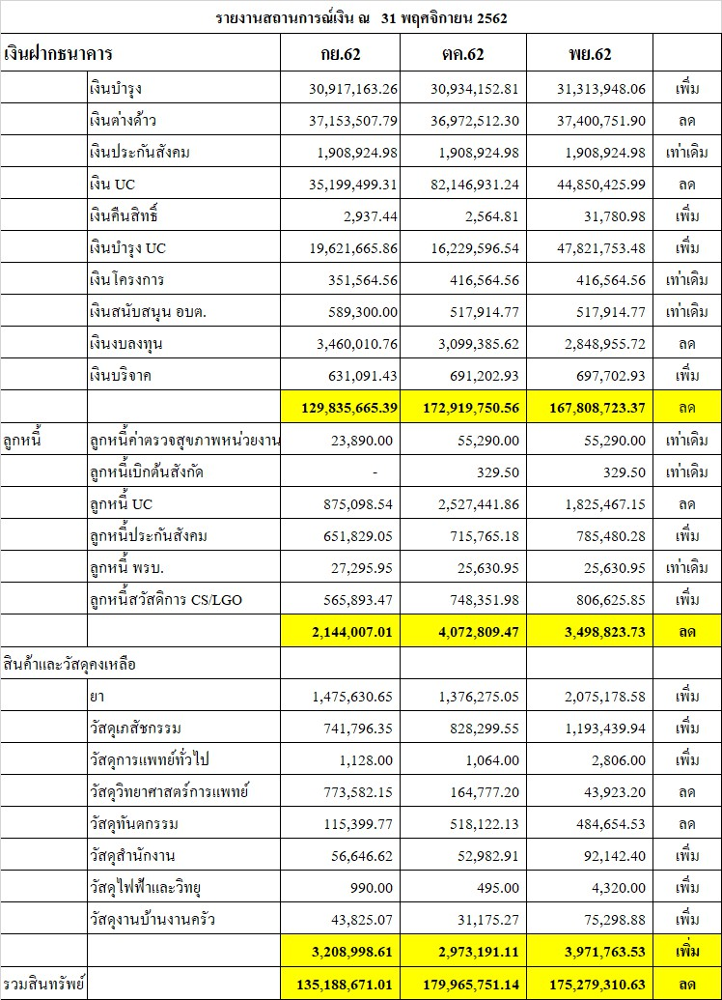 รายงานสถานการณ์เงิน ณ 31 พฤศจิกายน 2562
เงินฝากธนาคาร กย.62 ตค.62 พย.62
เงินบำรุง 30,917,163.26 30,934,152.81 31,313,948.06 เพิ่ม
เงินต่างด้าว 37,153,507.79 36,972,512.30 37,400,751.90 ลด
เงินประกันสังคม 1,908,924.98 1,908,924.98 1,908,924.98 เท่าเดิม
เงิน UC 35,199,499.31 82,146,931.24 44,850,425.99 ลด
เงินคืนสิทธิ์ 2,937.44 2,564.81 31,780.98 เพิ่ม
เงินบำรุง UC 19,621,665.86 16,229,596.54 47,821,753.48 เพิ่ม
เงินโครงการ 351,564.56 416,564.56 416,564.56 เท่าเดิม
เงินสนับสนุน อบต. 589,300.00 517,914.77 517,914.77 เท่าเดิม
เงินงบลงทุน 3,460,010.76 3,099,385.62 2,848,955.72 ลด
เงินบริจาค 631,091.43 691,202.93 697,702.93 เพิ่ม
129,835,665.39 172,919,750.56 167,808,723.37 ลด
ลูกหนี้ ลูกหนี้ค่าตรวจสุขภาพหน่วยงาน 23,890.00 55,290.00 55,290.00 เท่าเดิม
ลูกหนี้เบิกต้นสังกัด - 329.50 329.50 เท่าเดิม
ลูกหนี้ UC 875,098.54 2,527,441.86 1,825,467.15 ลด
ลูกหนี้ประกันสังคม 651,829.05 715,765.18 785,480.28 เพิ่ม
ลูกหนี้ พรบ. 27,295.95 25,630.95 25,630.95 เท่าเดิม
ลูกหนี้สวัสดิการ CS/LGO 565,893.47 748,351.98 806,625.85 เพิ่ม
2,144,007.01 4,072,809.47 3,498,823.73 ลด
สินค้าและวัสดุคงเหลือ
ยา 1,475,630.65 1,376,275.05 2,075,178.58 เพิ่ม
วัสดุเภสัชกรรม 741,796.35 828,299.55 1,193,439.94 เพิ่ม
วัสดุการแพทย์ทั่วไป 1,128.00 1,064.00 2,806.00 เพิ่ม
วัสดุวิทยาศาสตร์การแพทย์ 773,582.15 164,777.20 43,923.20 ลด
วัสดุทันตกรรม 115,399.77 518,122.13 484,654.53 ลด
วัสดุสำนักงาน 56,646.62 52,982.91 92,142.40 เพิ่ม
วัสดุไฟฟ้าและวิทยุ 990.00 495.00 4,320.00 เพิ่ม
วัสดุงานบ้านงานครัว 43,825.07 31,175.27 75,298.88 เพิ่ม
3,208,998.61 2,973,191.11 3,971,763.53 เพิ่ม
รวมสินทรัพย์ 135,188,671.01 179,965,751.14 175,279,310.63 ลด